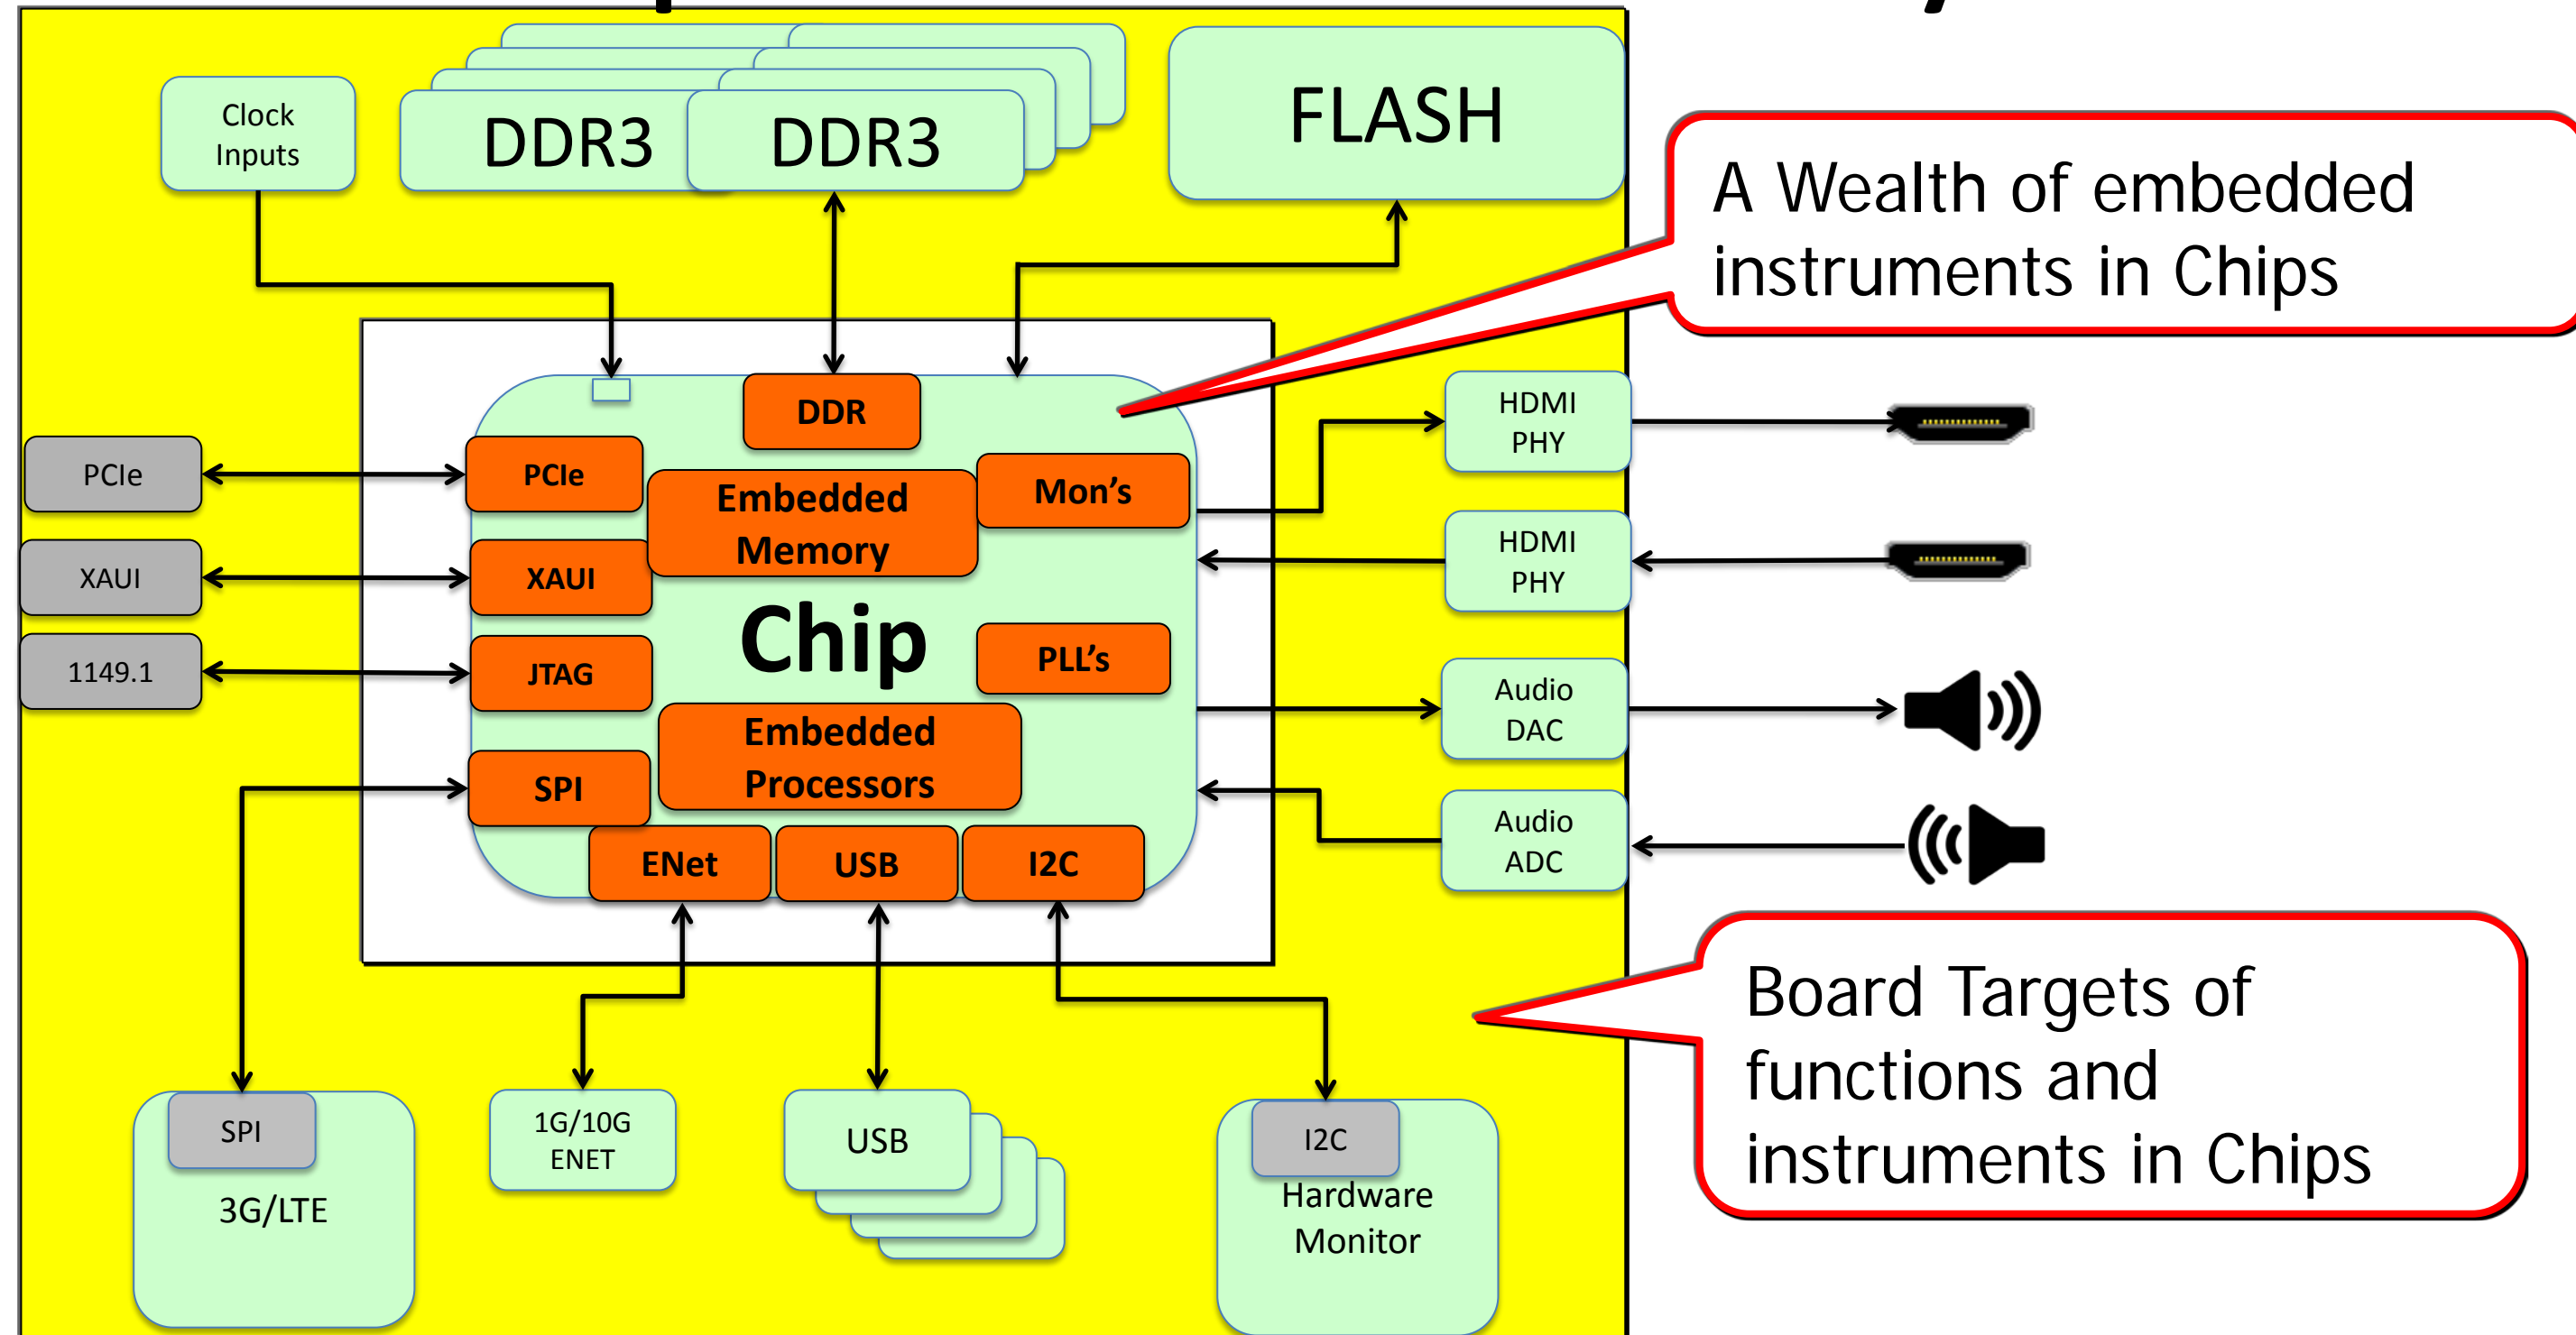 Clock
Inputs
DDR3
DDR3
FLASH
A Wealth of embedded
instruments in Chips
DDR
PCIe
PCIe
Embedded
Memory
Mon's
HDMI
PHY
XAUI
XAUI
HDMI
PHY
Chip
1149.1
JTAG
PLL's
Audio
DAC
Embedded
Processors
SPI
Audio
ADC
ENet
USB
I2C
Board Targets of
functions and
instruments in Chips
SPI
3G/LTE
1G/10G
ENET
USB
I2C
Hardware
Monitor